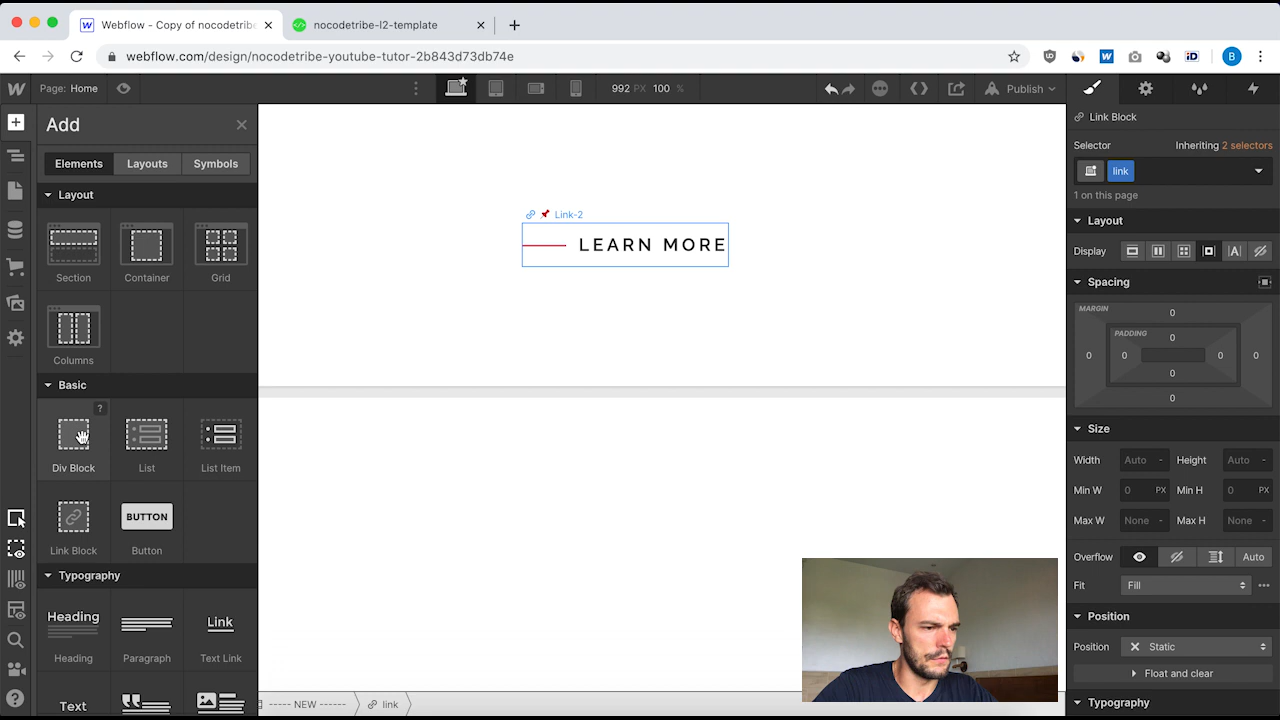 Webflow - Copy of nocodetribe
nocodetribe-l2-template
webflow.com/design/nocodetribe-youtube-tutor-2b843d73db74e
Page: Home
992 PX 100 %
Publish
Add
Elements
Layouts
Symbols
Layout
Section
Container
Grid
Columns
Basic
?
Div Block
List
List Item
BUTTON
Link Block
Button
Typography
Heading
Link
Heading
Paragraph
Text Link
Text
Link-2
LEARN MORE
----- NEW ------
link
Link Block
Selector
Inheriting 2 selectors
link
1 on this page
Layout
Display
Spacing
MARGIN
0
PADDING
0
0
0
0
0
0
0
Size
Width
Auto -
Height
Auto -
Min W
0 PX
Min H
0 PX
Max W
None -
Max H
None -
Overflow
Auto
Fit
Fill
Position
Position
Static
Float and clear
Typography